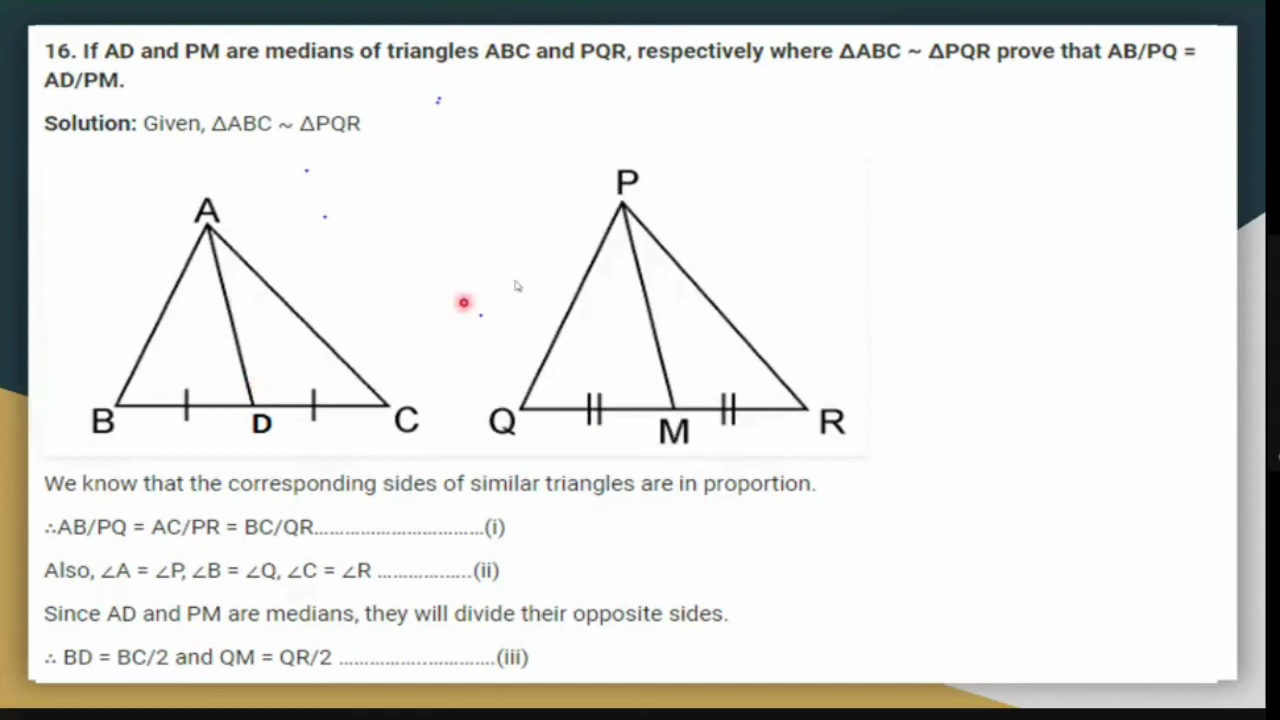 16. If AD and PM are medians of triangles ABC and PQR, respectively where ΔABC ~ ΔPQR prove that AB/PQ =
AD/PM.
Solution: Given, ΔABC ~ ΔPQR
A
P
B
D
C
Q
M
R
We know that the corresponding sides of similar triangles are in proportion.
∴AB/PQ = AC/PR = BC/QR..............................(i)
Also, ∠A = ∠P, ∠B = ∠Q, ∠C = ∠R ..................(ii)
Since AD and PM are medians, they will divide their opposite sides.
∴ BD = BC/2 and QM = QR/2 ............................(iii)